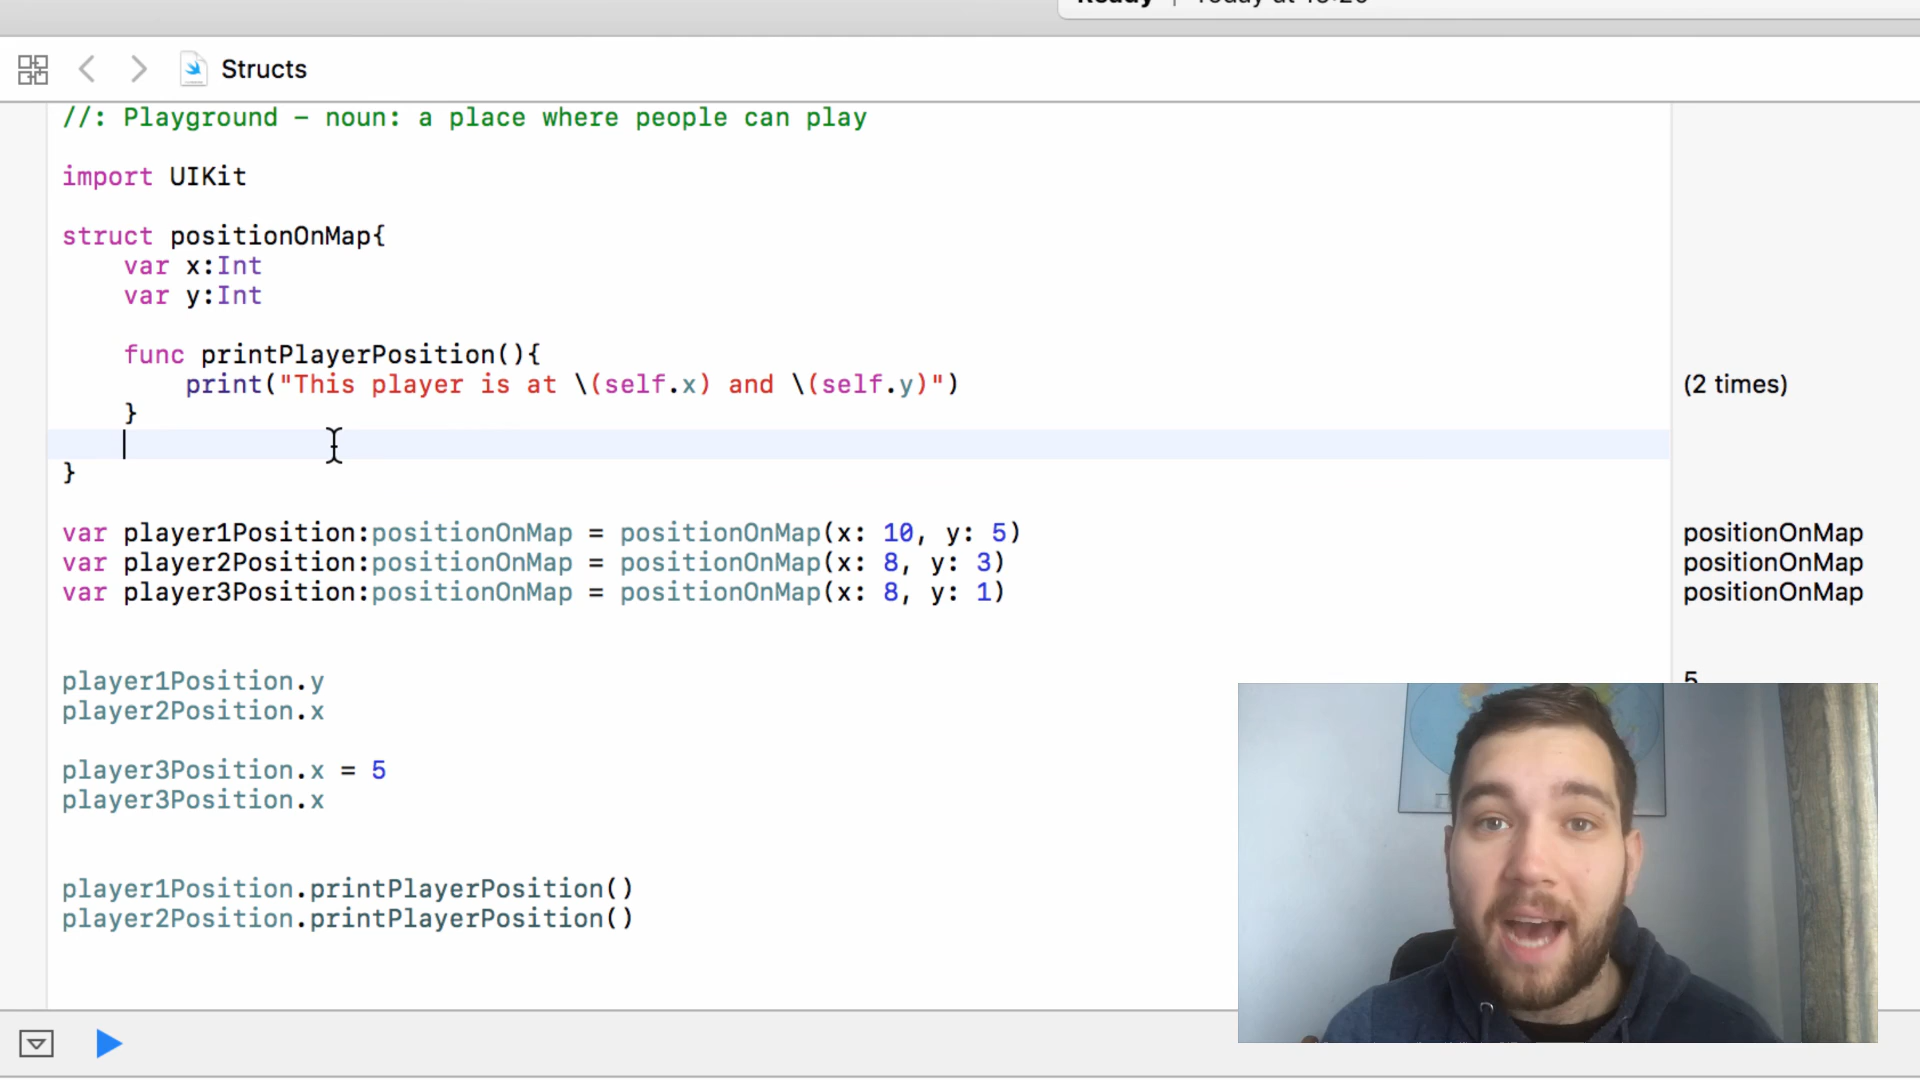 Ready
Structs
//: Playground – noun: a place where people can play
import UIKit
struct positionOnMap{
var x:Int
var y:Int
func printPlayerPosition(){
print("This player is at \(self.x) and \(self.y)")
(2 times)
}
}
var player1Position:positionOnMap = positionOnMap(x: 10, y: 5)
positionOnMap
var player2Position:positionOnMap = positionOnMap(x: 8, y: 3)
positionOnMap
var player3Position:positionOnMap = positionOnMap(x: 8, y: 1)
positionOnMap
player1Position.y
5
player2Position.x
player3Position.x = 5
player3Position.x
player1Position.printPlayerPosition()
player2Position.printPlayerPosition()